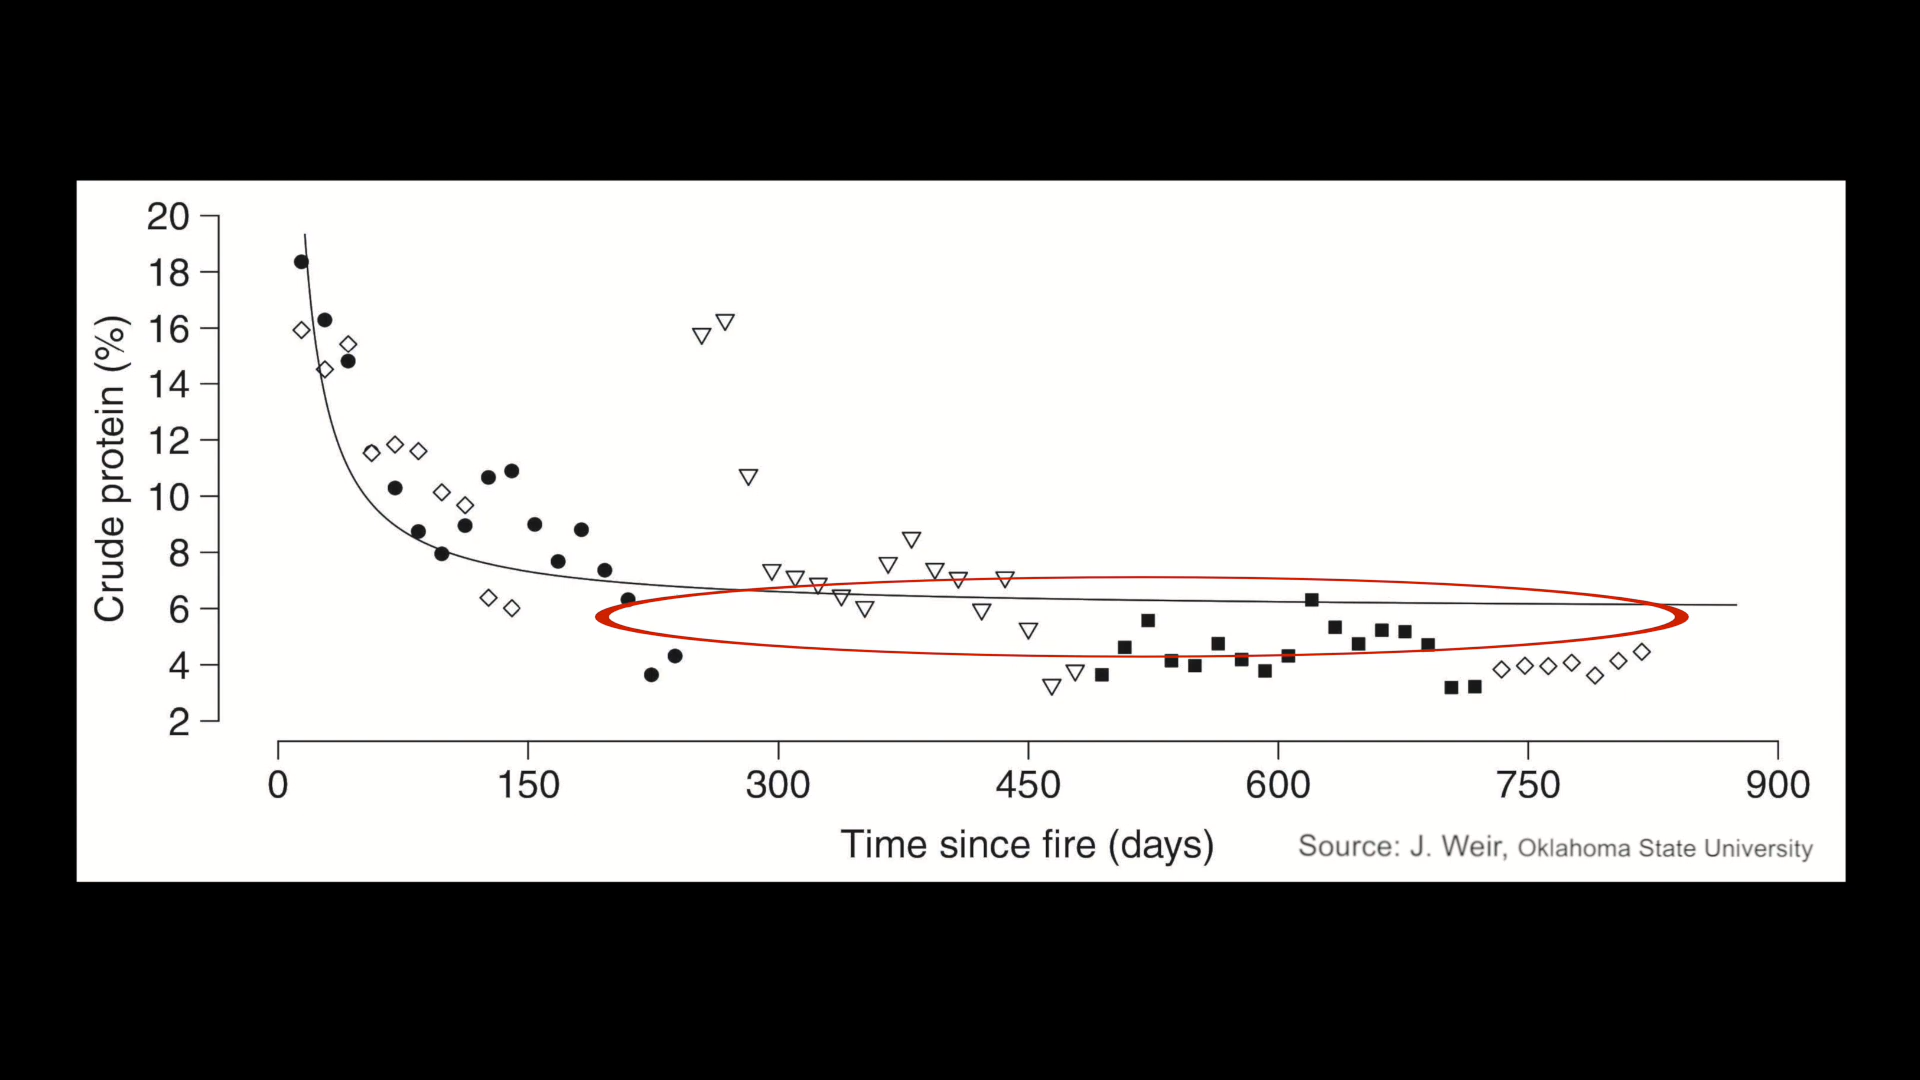 20
18
16
14
12
10
8
6
4
2
Crude protein (%)
0 150 300 450 600 750 900
Time since fire (days)
Source: J. Weir, Oklahoma State University